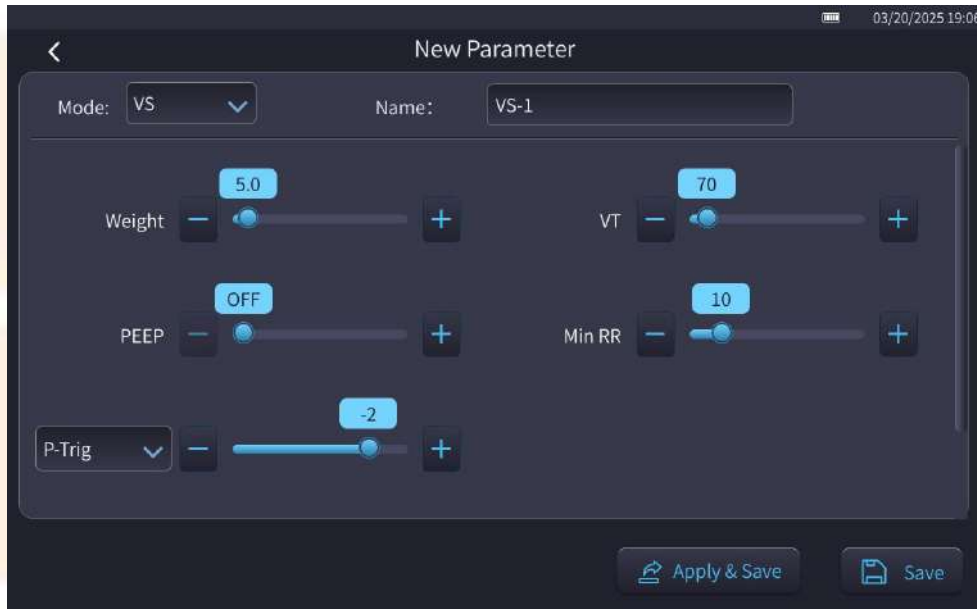 03/20/2025 19:06
New Parameter
Mode: VS Name: VS-1
5.0 70
Weight − + VT − +
OFF 10
PEEP − + Min RR − +
-2
P-Trig − +
Apply & Save Save